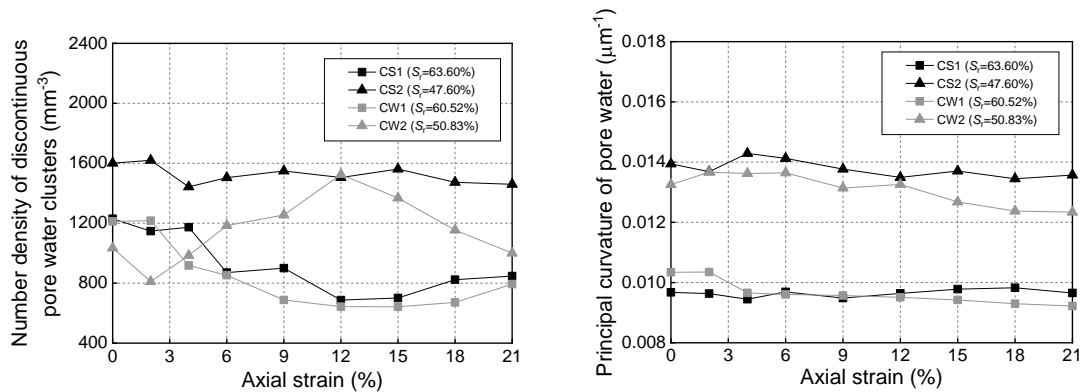 Number density of discontinuous
pore water clusters (mm⁻³)
2400
2000
1600
1200
800
400
CS1 (Sᵣ=63.60%)
CS2 (Sᵣ=47.60%)
CW1 (Sᵣ=60.52%)
CW2 (Sᵣ=50.83%)
0 3 6 9 12 15 18 21
Axial strain (%)
Principal curvature of pore water (μm⁻¹)
0.018
0.016
0.014
0.012
0.010
0.008
CS1 (Sᵣ=63.60%)
CS2 (Sᵣ=47.60%)
CW1 (Sᵣ=60.52%)
CW2 (Sᵣ=50.83%)
0 3 6 9 12 15 18 21
Axial strain (%)